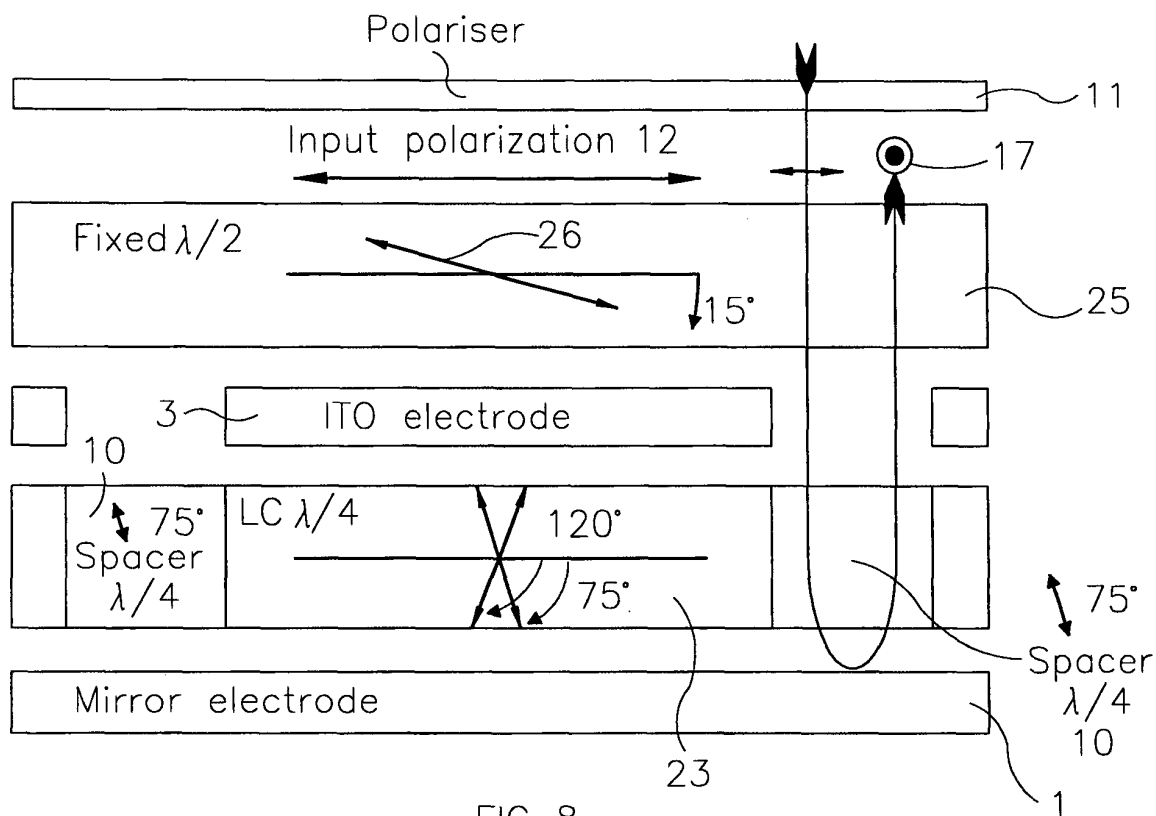 Polariser
11
Input polarization 12
17
Fixed λ/2
26
15°
25
3
ITO electrode
10
75°
Spacer
λ/4
LC λ/4
120°
75°
75°
Spacer
λ/4
10
Mirror electrode
23
1
FIG. 8